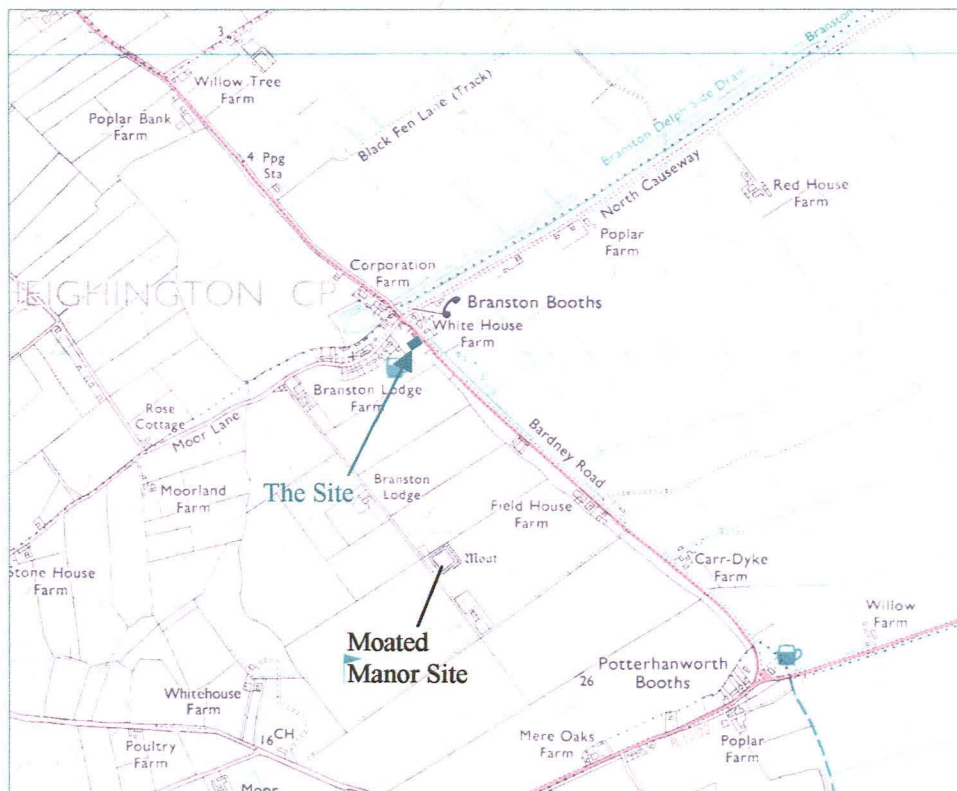 3
Branston
Willow Tree
Farm
Poplar Bank
Farm
Black Fen Lane (Track)
Branston Delph Side Drain
4 Ppg
Sta
North Causeway
Red House
Farm
Poplar
Farm
Corporation
Farm
HEIGHINGTON CP
Branston Booths
White House
Farm
Branston Lodge
Farm
Rose
Cottage
Moor Lane
Bardney Road
The Site
Branston
Lodge
Moorland
Farm
Field House
Farm
Moat
Stone House
Farm
Carr-Dyke
Farm
Willow
Farm
Moated
Manor Site
Potterhanworth
Booths
26
Whitehouse
Farm
16
CH
Poultry
Farm
Mere Oaks
Farm
Poplar
Farm
Moor